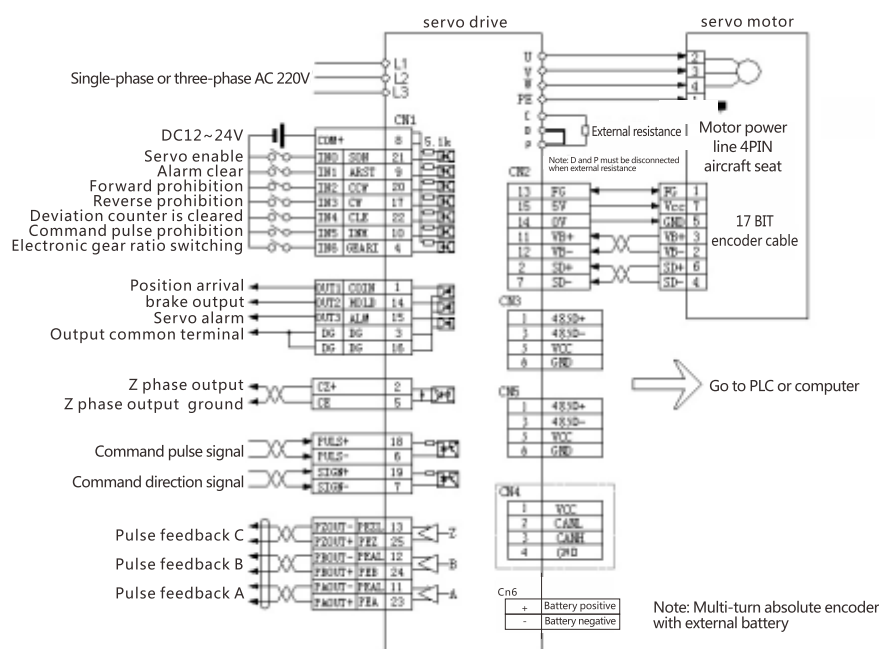 servo drive
servo motor
Single-phase or three-phase AC 220V
L1
L2
L3
U
V
W
PE
2
3
4
1
C
D
P
External resistance
Note: D and P must be disconnected
when external resistance
Motor power
line 4PIN
aircraft seat
CN1
5.1k
DC12~24V COM+ 8
Servo enable IN0 SON 21
Alarm clear IN1 ARST 9
Forward prohibition IN2 CCW 20
Reverse prohibition IN3 CW 17
Deviation counter is cleared IN4 CLE 22
Command pulse prohibition IN5 INH 10
Electronic gear ratio switching IN6 GEAR1 4
CN2
13 FG FG 1
15 5V Vcc 7
14 0V GND 5
11 VB+ VB+ 3
12 VB- VB- 2
2 SD+ SD+ 6
7 SD- SD- 4
17 BIT
encoder cable
Position arrival OUT1 COIN 1
brake output OUT2 HOLD 14
Servo alarm OUT3 ALM 15
Output common terminal DG DG 3
DG DG 16
CN3
1 485D+
3 485D-
5 VCC
6 GND
Z phase output CZ+ 2
Z phase output ground CE 5
Go to PLC or computer
CN5
1 485D+
3 485D-
5 VCC
6 GND
Command pulse signal
PULS+ 18
PULS- 6
Command direction signal
SIGN+ 19
SIGN- 7
CN4
1 VCC
2 CANL
3 CANH
4 GND
Pulse feedback C
PZOUT- PEZL 13
PZOUT+ PEZ 25
Z
Pulse feedback B
PBOUT- PEAL 12
PBOUT+ PEB 24
B
Pulse feedback A
PAOUT- PEAL 11
PAOUT+ PEA 23
A
Cn6
+ Battery positive
- Battery negative
Note: Multi-turn absolute encoder
with external battery